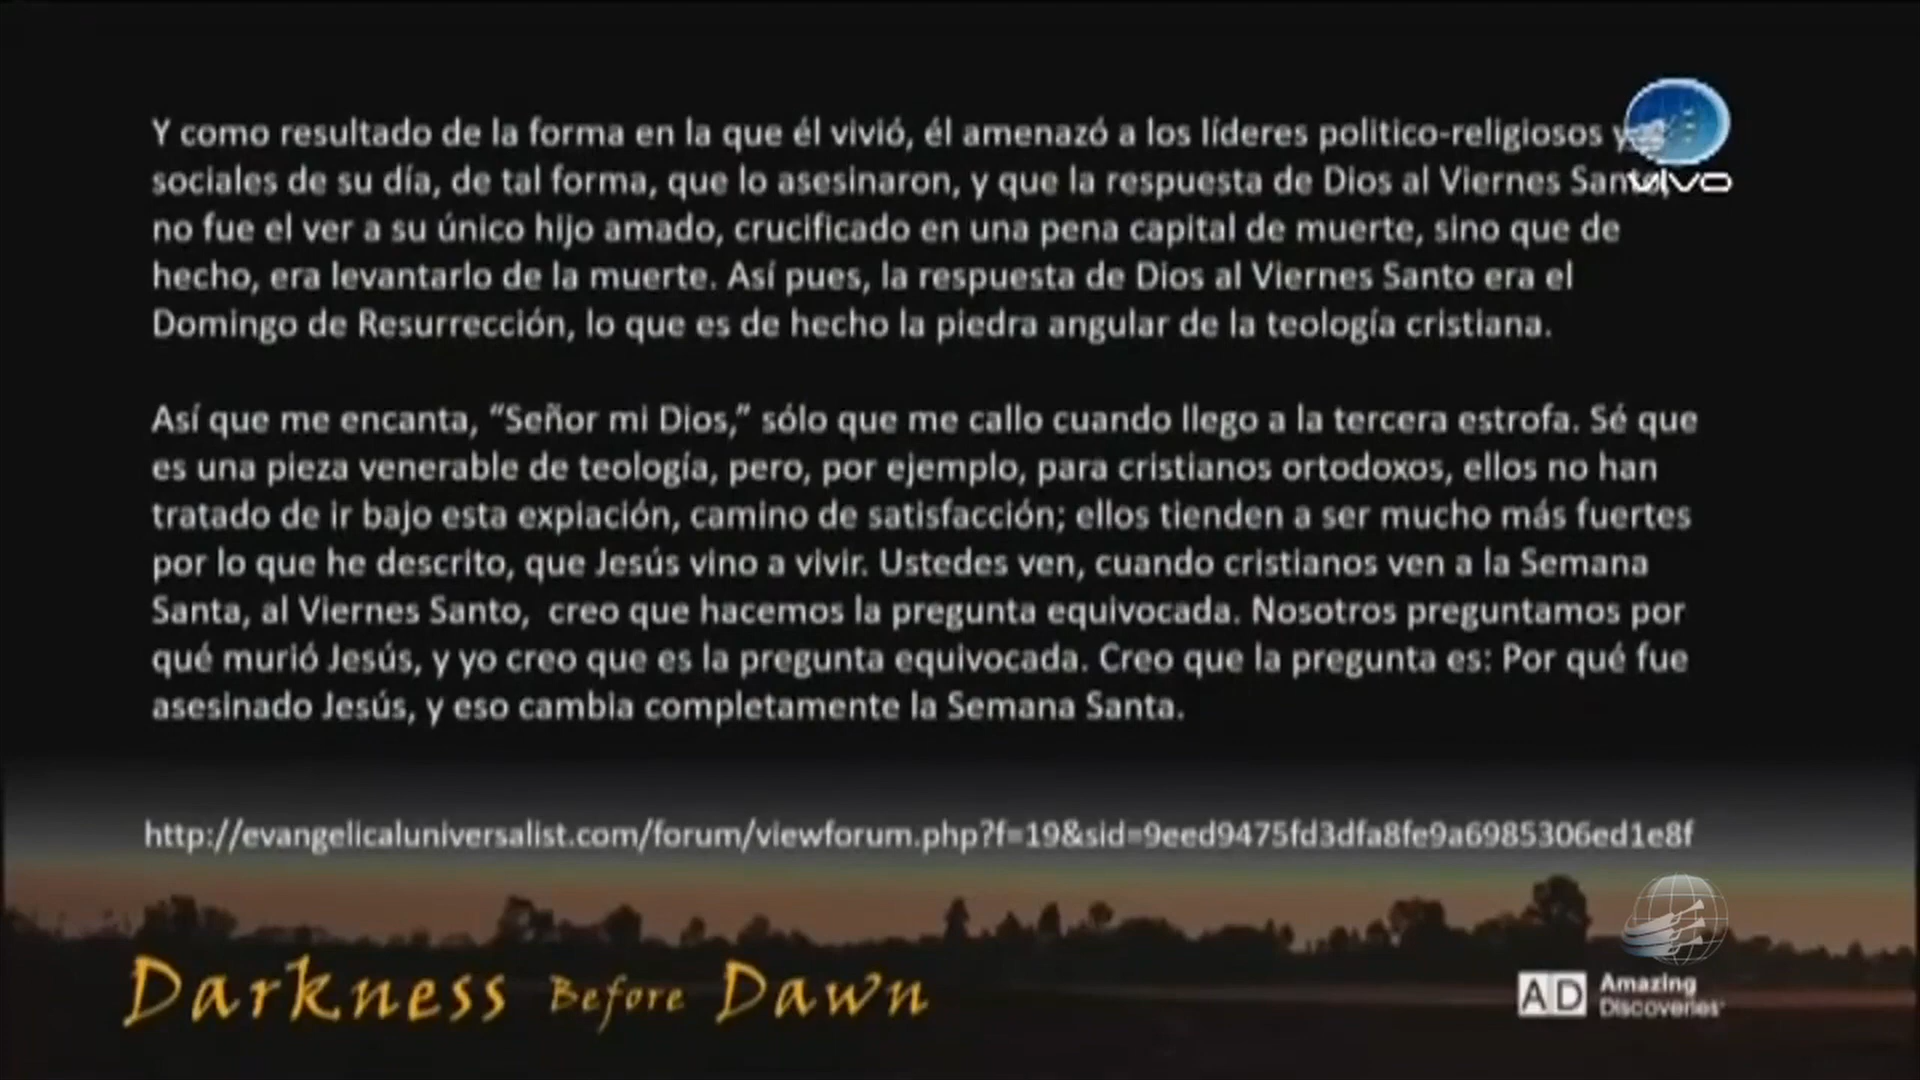 Y como resultado de la forma en la que él vivió, él amenazó a los líderes politico-religiosos y
sociales de su día, de tal forma, que lo asesinaron, y que la respuesta de Dios al Viernes Santo,
no fue el ver a su único hijo amado, crucificado en una pena capital de muerte, sino que de
hecho, era levantarlo de la muerte. Así pues, la respuesta de Dios al Viernes Santo era el
Domingo de Resurrección, lo que es de hecho la piedra angular de la teología cristiana.
Así que me encanta, “Señor mi Dios,” sólo que me callo cuando llego a la tercera estrofa. Sé que
es una pieza venerable de teología, pero, por ejemplo, para cristianos ortodoxos, ellos no han
tratado de ir bajo esta expiación, camino de satisfacción; ellos tienden a ser mucho más fuertes
por lo que he descrito, que Jesús vino a vivir. Ustedes ven, cuando cristianos ven a la Semana
Santa, al Viernes Santo, creo que hacemos la pregunta equivocada. Nosotros preguntamos por
qué murió Jesús, y yo creo que es la pregunta equivocada. Creo que la pregunta es: Por qué fue
asesinado Jesús, y eso cambia completamente la Semana Santa.
http://evangelicaluniversalist.com/forum/viewforum.php?f=19&sid=9eed9475fd3dfa8fe9a6985306ed1e8f
Darkness Before Dawn
AD Amazing
Discoveries
VIVO